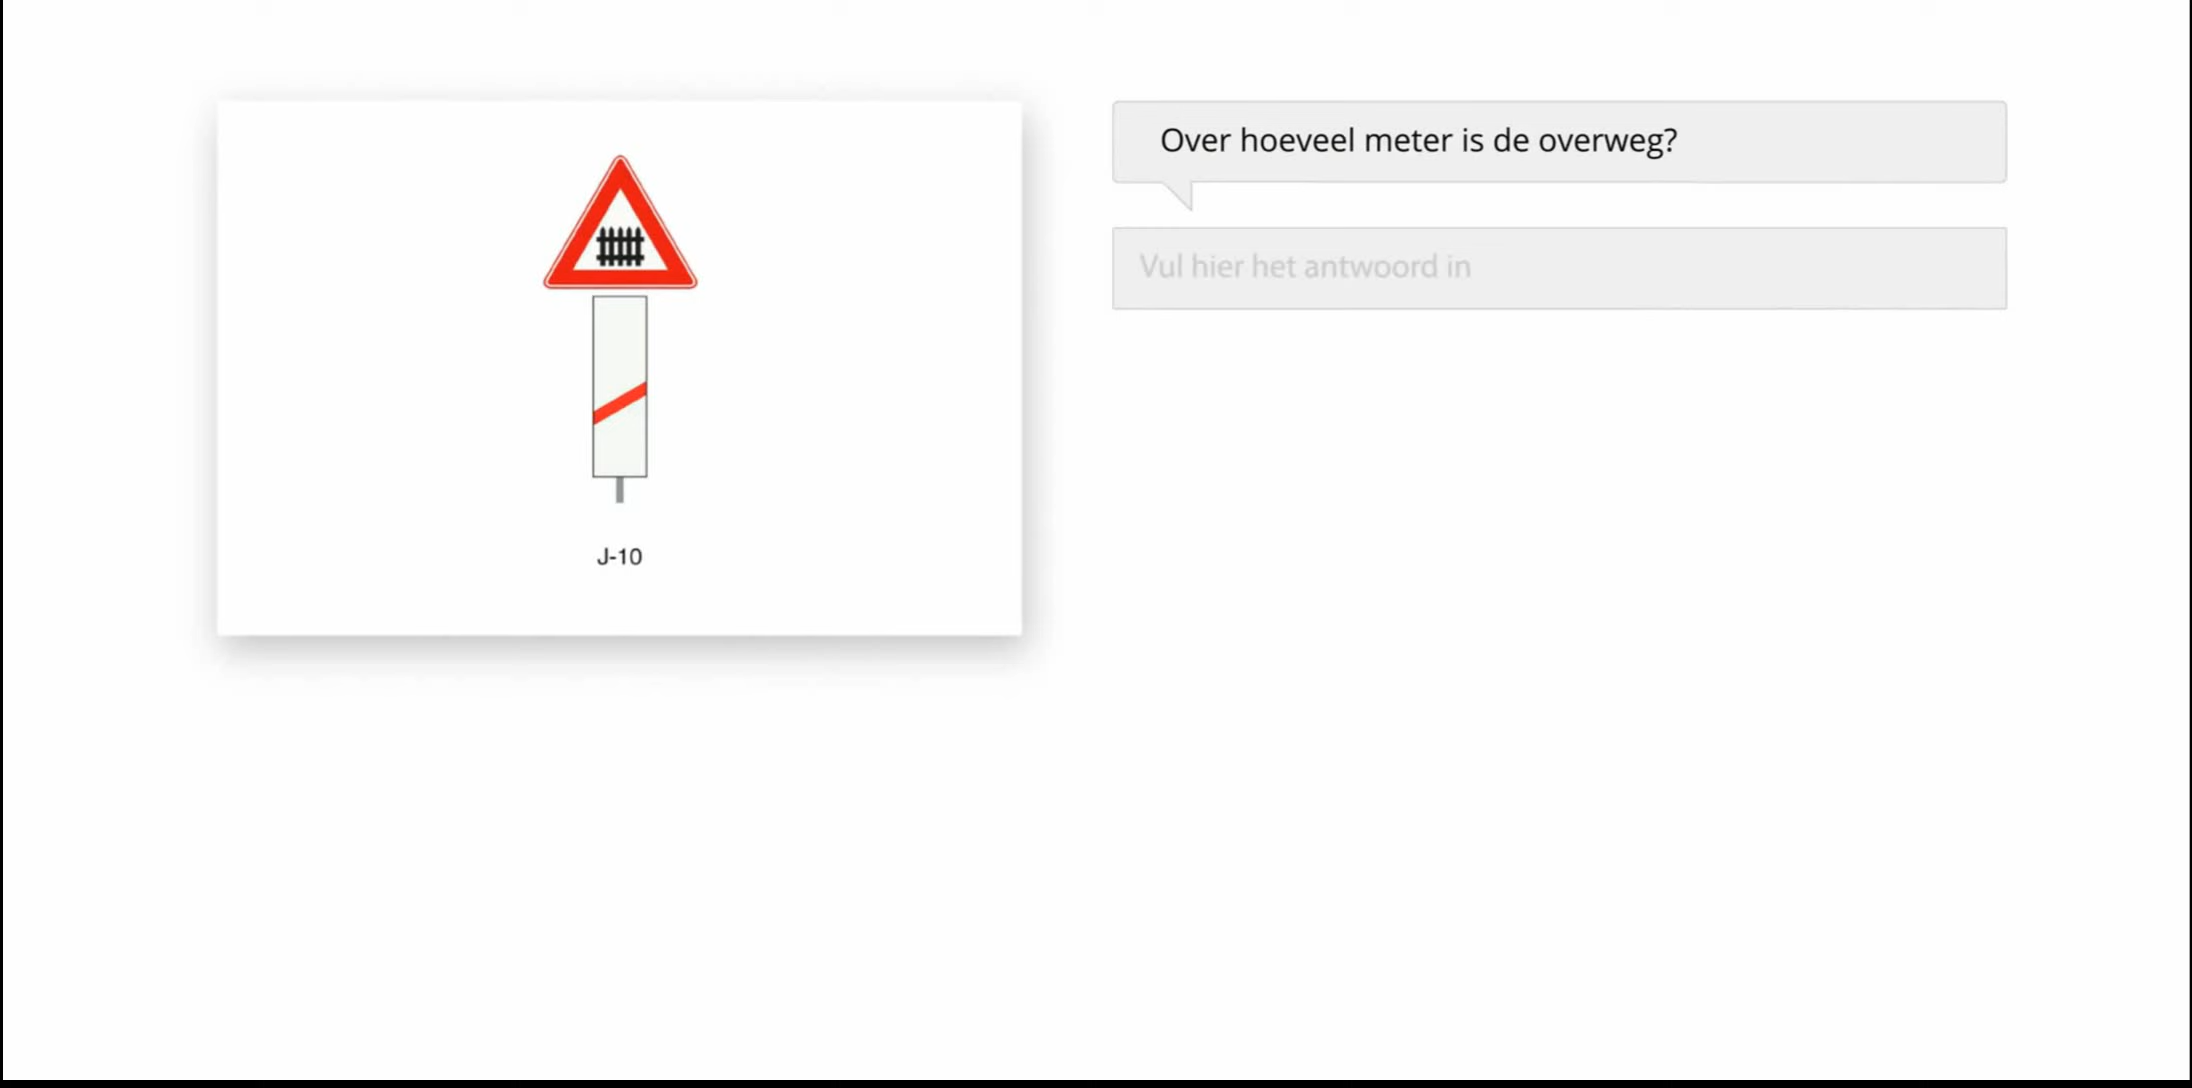 Over hoeveel meter is de overweg?
Vul hier het antwoord in
J-10